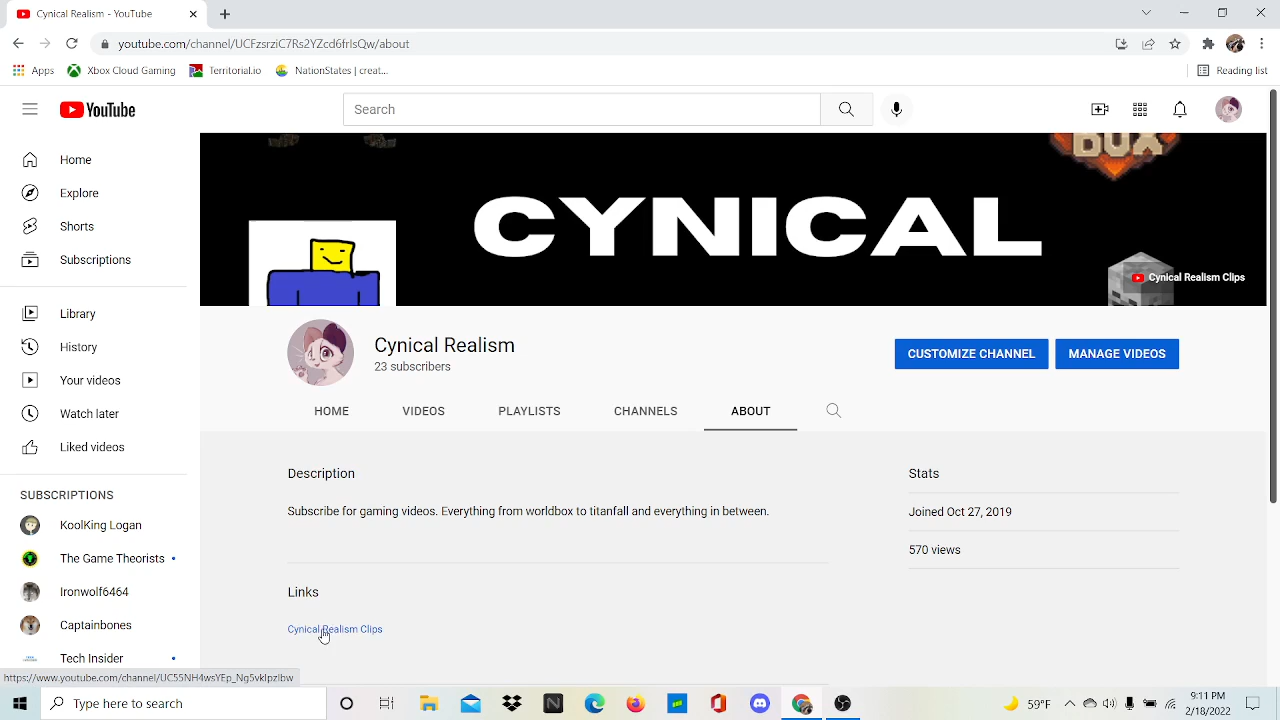 Cynical Realism - YouTube
youtube.com/channel/UCFzsrziC7Rs2YCzd6frlsQw/about
Apps
Xbox Cloud Gaming
Territorial.io
NationStates | creat...
Reading list
YouTube
Search
Home
Explore
Shorts
Subscriptions
Library
History
Your videos
Watch later
Liked videos
SUBSCRIPTIONS
KoolKing Logan
The Game Theorists
Ironwolf6464
Captainbones
Tech Insider
CYNICAL
BOX
Cynical Realism Clips
Cynical Realism
23 subscribers
CUSTOMIZE CHANNEL
MANAGE VIDEOS
HOME
VIDEOS
PLAYLISTS
CHANNELS
ABOUT
Description
Subscribe for gaming videos. Everything from worldbox to titanfall and everything in between.
Links
Cynical Realism Clips
Stats
Joined Oct 27, 2019
570 views
https://www.youtube.com/channel/UC55NH4wsYEp_Ng5vkIpzlbw
Type here to search
59°F
9:11 PM
2/18/2022